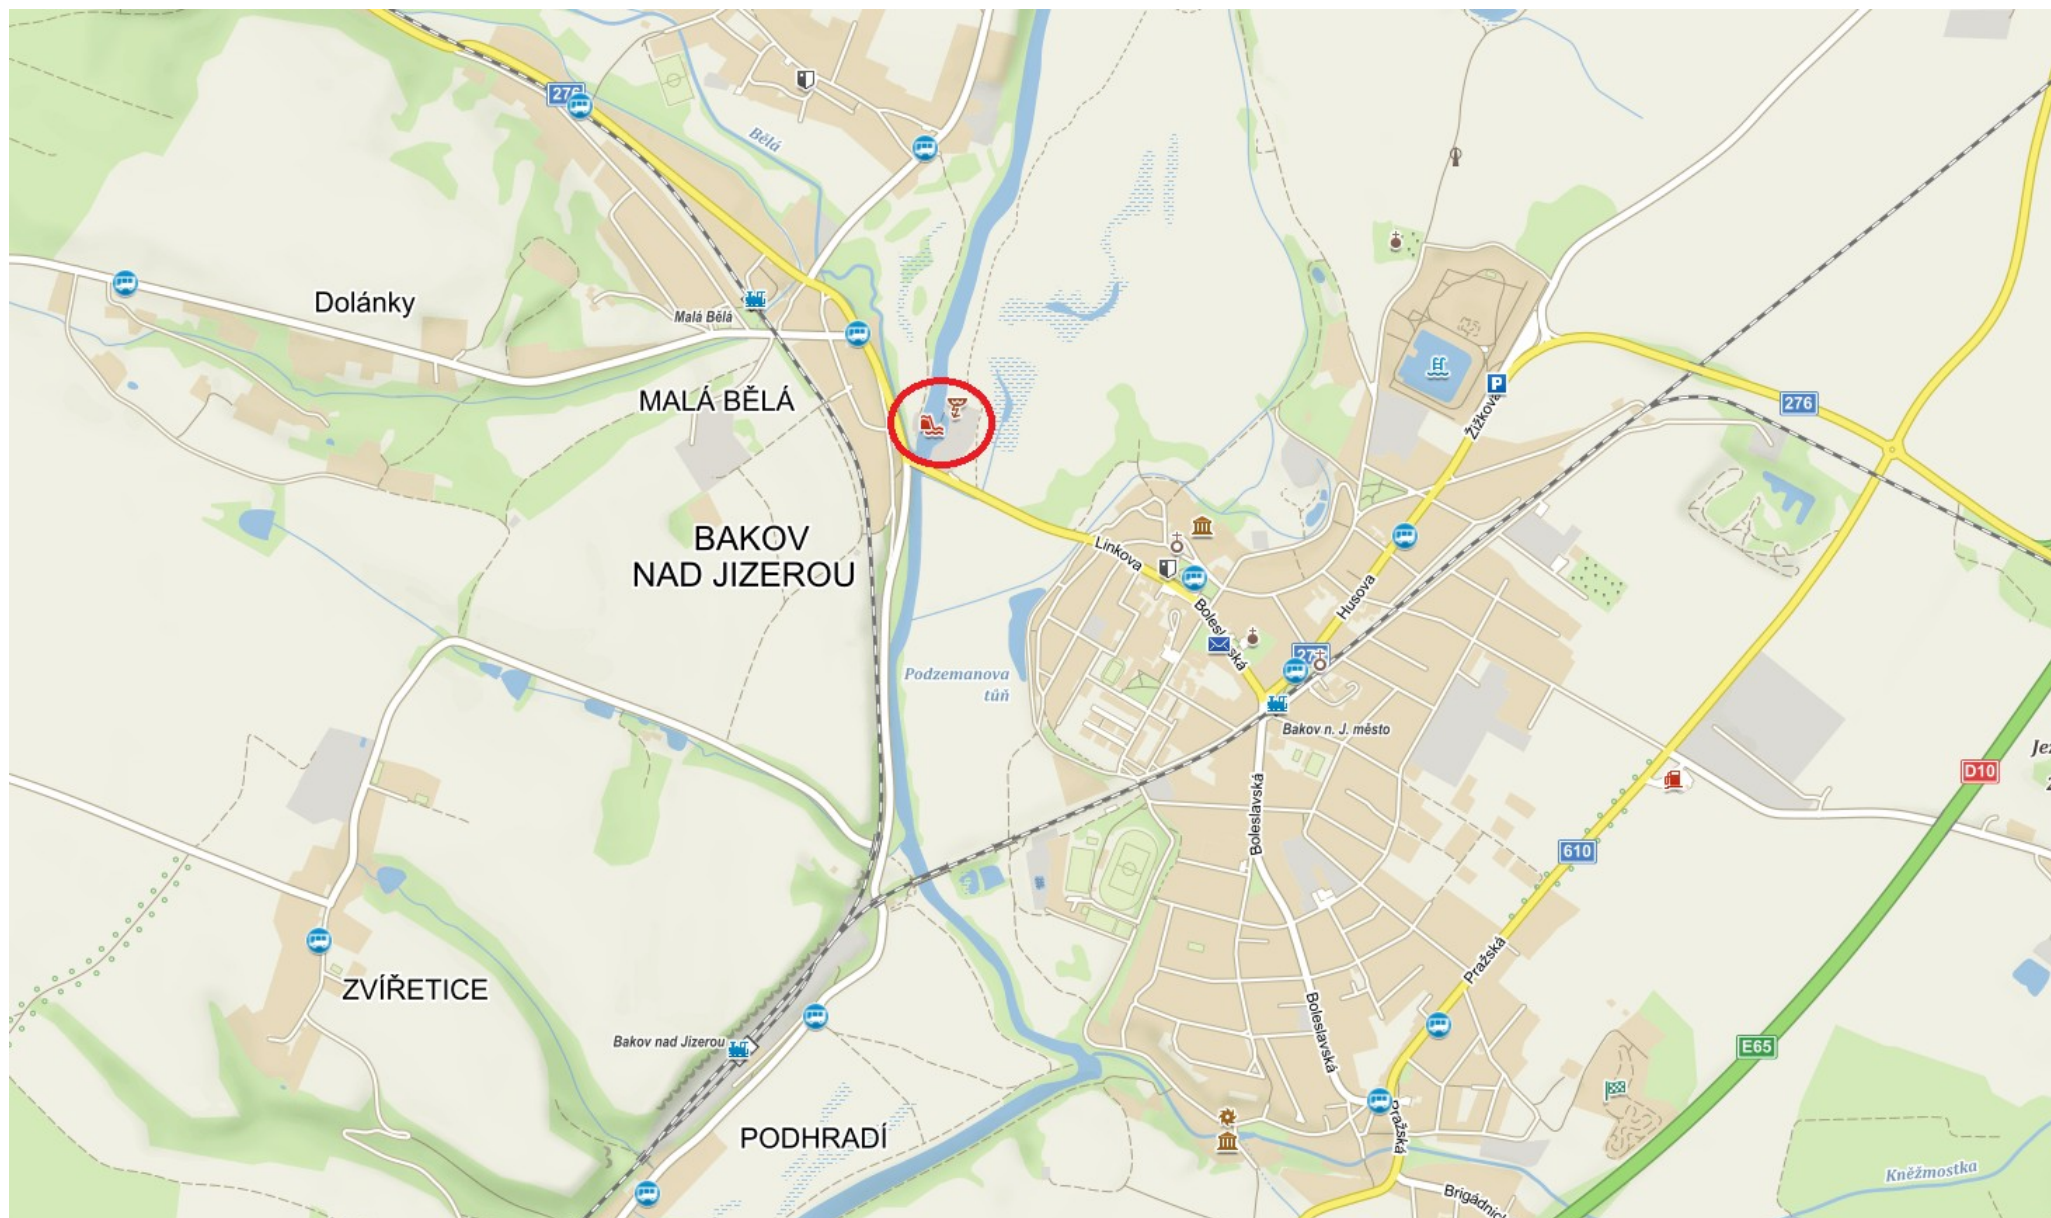 276
Bělá
Dolánky
Malá Bělá
MALÁ BĚLÁ
P
Žižkova
276
BAKOV
NAD JIZEROU
Linkova
Husova
Podzemanova
tůň
Bakov n. J. město
Boleslavská
D10
610
Pražská
ZVÍŘETICE
Bakov nad Jizerou
Boleslavská
E65
PODHRADÍ
Pražská
Kněžmostka